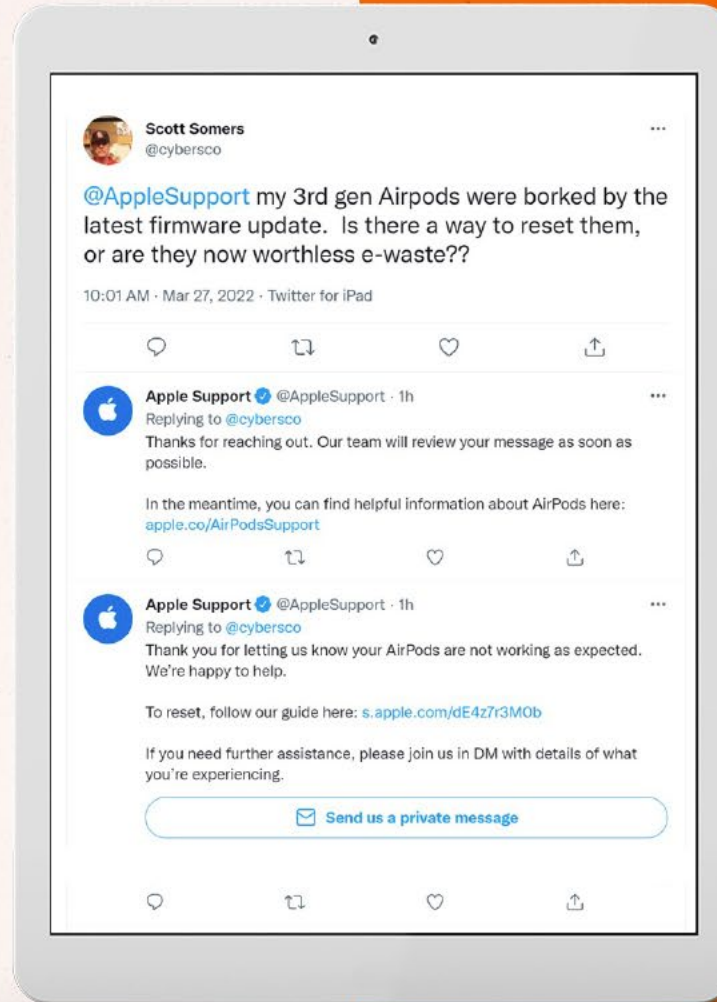 Scott Somers
@cybersco
@AppleSupport my 3rd gen Airpods were borked by the
latest firmware update. Is there a way to reset them,
or are they now worthless e-waste??
10:01 AM · Mar 27, 2022 · Twitter for iPad
Apple Support @AppleSupport · 1h
Replying to @cybersco
Thanks for reaching out. Our team will review your message as soon as
possible.
In the meantime, you can find helpful information about AirPods here:
apple.co/AirPodsSupport
Apple Support @AppleSupport · 1h
Replying to @cybersco
Thank you for letting us know your AirPods are not working as expected.
We're happy to help.
To reset, follow our guide here: s.apple.com/dE4z7r3M0b
If you need further assistance, please join us in DM with details of what
you're experiencing.
Send us a private message